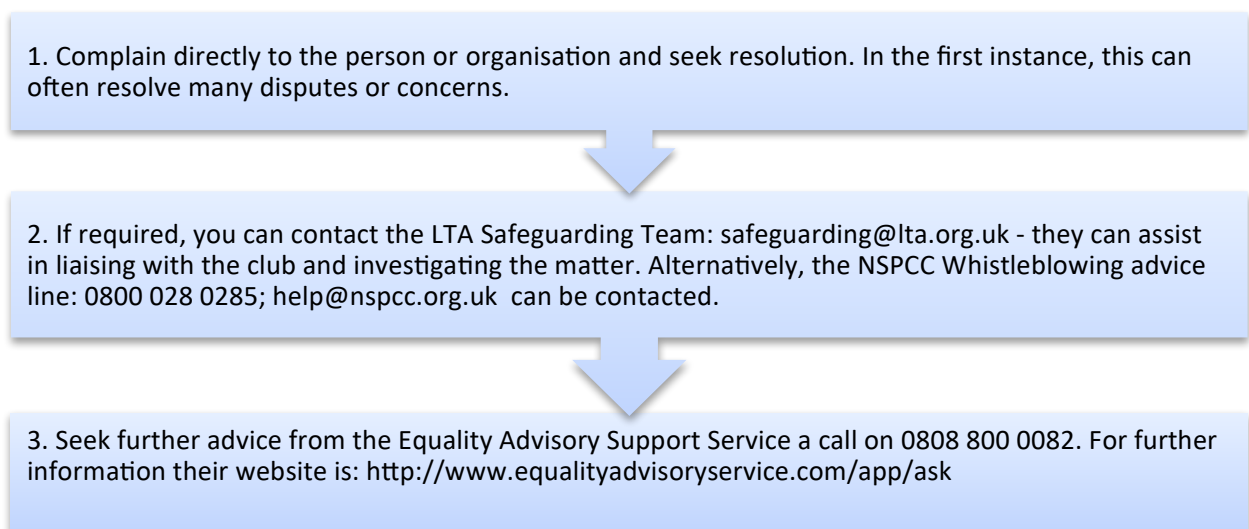 1. Complain directly to the person or organisation and seek resolution. In the first instance, this can
often resolve many disputes or concerns.
2. If required, you can contact the LTA Safeguarding Team: safeguarding@lta.org.uk - they can assist
in liaising with the club and investigating the matter. Alternatively, the NSPCC Whistleblowing advice
line: 0800 028 0285; help@nspcc.org.uk  can be contacted.
3. Seek further advice from the Equality Advisory Support Service a call on 0808 800 0082. For further
information their website is: http://www.equalityadvisoryservice.com/app/ask